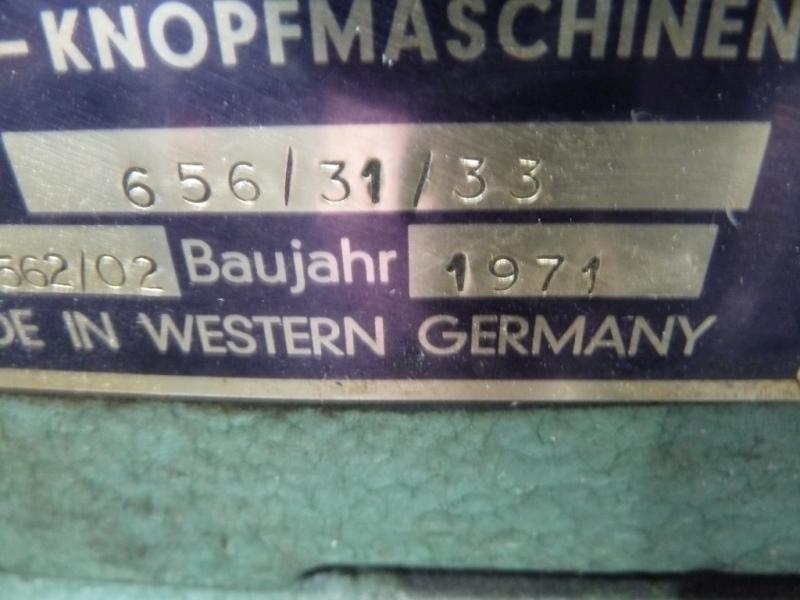 -KNOPFMASCHINEN
656/31/33
562/02 Baujahr 1971
DE IN WESTERN GERMANY